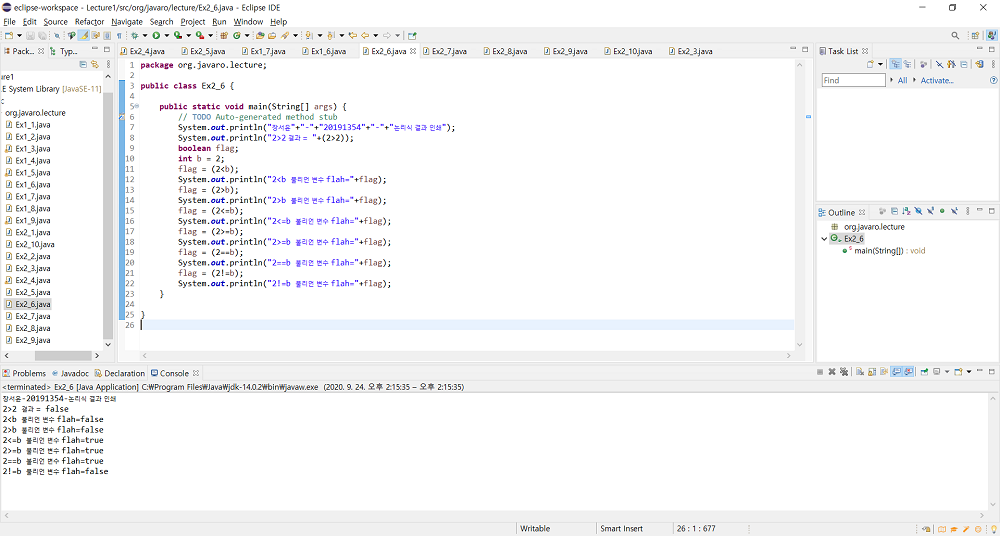 eclipse-workspace - Lecture1/src/org/javaro/lecture/Ex2_6.java - Eclipse IDE
File Edit Source Refactor Navigate Search Project Run Window Help
Pack... Typ...
ure1
E System Library [JavaSE-11]
c
org.javaro.lecture
Ex1_1.java
Ex1_2.java
Ex1_3.java
Ex1_4.java
Ex1_5.java
Ex1_6.java
Ex1_7.java
Ex1_8.java
Ex1_9.java
Ex2_1.java
Ex2_10.java
Ex2_2.java
Ex2_3.java
Ex2_4.java
Ex2_5.java
Ex2_6.java
Ex2_7.java
Ex2_8.java
Ex2_9.java
Ex2_4.java Ex2_5.java Ex1_7.java Ex1_6.java Ex2_6.java Ex2_7.java Ex2_8.java Ex2_9.java Ex2_10.java Ex2_3.java
1 package org.javaro.lecture;
2
3 public class Ex2_6 {
4
5 public static void main(String[] args) {
6 // TODO Auto-generated method stub
7 System.out.println("장서윤"+"-"+"20191354"+"-"+"논리식 결과 인쇄");
8 System.out.println("2>2 결과 = "+(2>2));
9 boolean flag;
10 int b = 2;
11 flag = (2<b);
12 System.out.println("2<b 불리언 변수 flah="+flag);
13 flag = (2>b);
14 System.out.println("2>b 불리언 변수 flah="+flag);
15 flag = (2<=b);
16 System.out.println("2<=b 불리언 변수 flah="+flag);
17 flag = (2>=b);
18 System.out.println("2>=b 불리언 변수 flah="+flag);
19 flag = (2==b);
20 System.out.println("2==b 불리언 변수 flah="+flag);
21 flag = (2!=b);
22 System.out.println("2!=b 불리언 변수 flah="+flag);
23 }
24
25 }
26
Task List
Find All Activate...
Outline
org.javaro.lecture
Ex2_6
main(String[]) : void
Problems Javadoc Declaration Console
<terminated> Ex2_6 [Java Application] C:₩Program Files₩Java₩jdk-14.0.2₩bin₩javaw.exe (2020. 9. 24. 오후 2:15:35 – 오후 2:15:35)
장서윤-20191354-논리식 결과 인쇄
2>2 결과 = false
2<b 불리언 변수 flah=false
2>b 불리언 변수 flah=false
2<=b 불리언 변수 flah=true
2>=b 불리언 변수 flah=true
2==b 불리언 변수 flah=true
2!=b 불리언 변수 flah=false
Writable Smart Insert 26 : 1 : 677